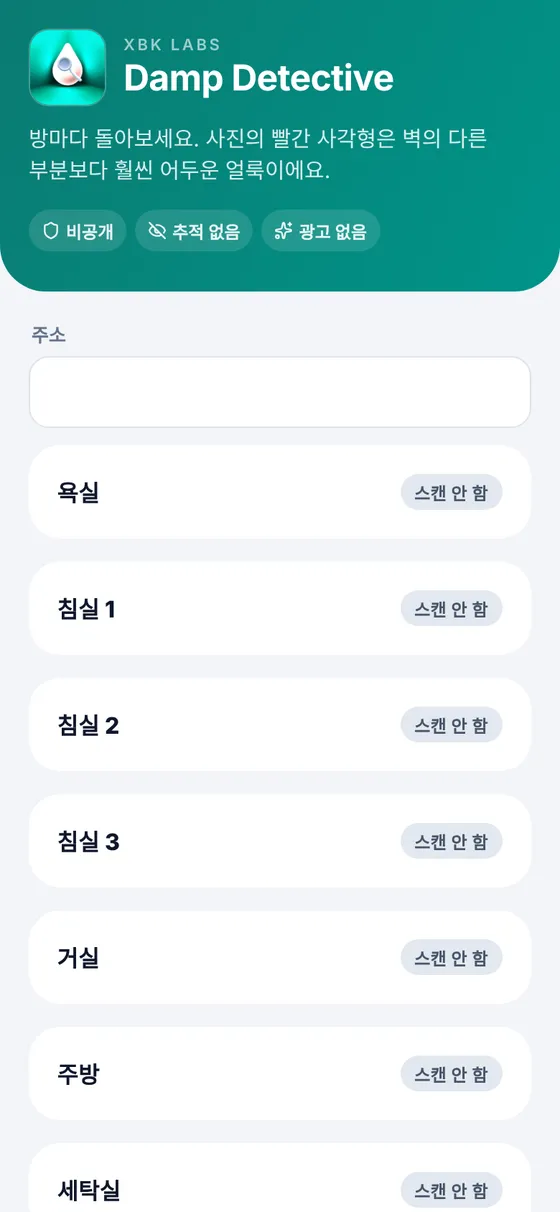 XBK LABS
Damp Detective
방마다 돌아보세요. 사진의 빨간 사각형은 벽의 다른
부분보다 훨씬 어두운 얼룩이에요.
비공개 추적 없음 광고 없음
주소
욕실 스캔 안 함
침실 1 스캔 안 함
침실 2 스캔 안 함
침실 3 스캔 안 함
거실 스캔 안 함
주방 스캔 안 함
세탁실 스캔 안 함